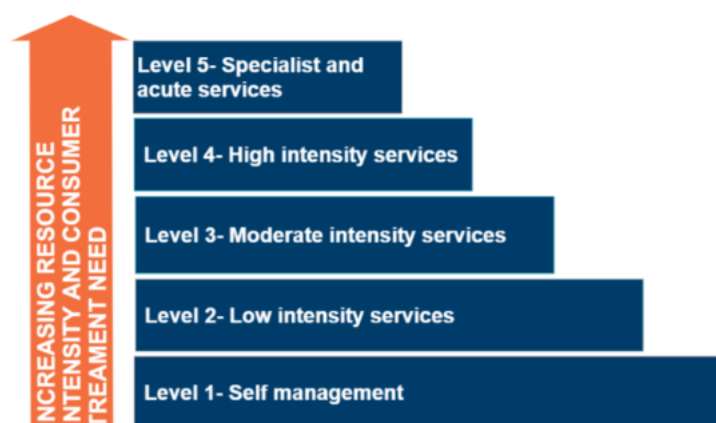 Level 5- Specialist and
acute services
Level 4- High intensity services
Level 3- Moderate intensity services
Level 2- Low intensity services
Level 1- Self management
NCREASING RESOURCE
NTENSITY AND CONSUMER
TREAMENT NEED